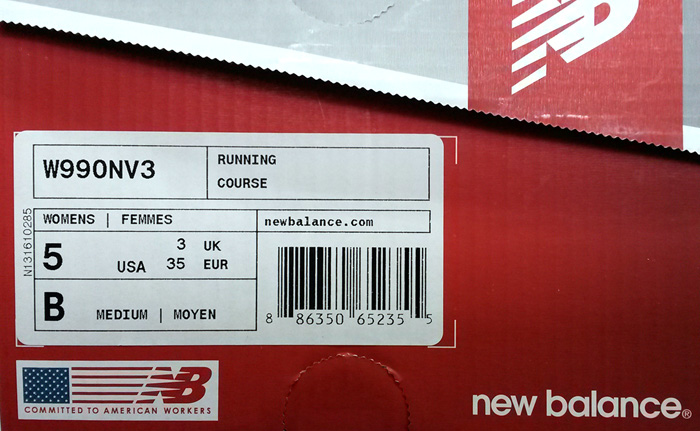 W990NV3
RUNNING
COURSE
WOMENS | FEMMES
newbalance.com
5 USA
3 UK
35 EUR
B MEDIUM | MOYEN
8 86350 65235 5
N131610285
NB
COMMITTED TO AMERICAN WORKERS
new balance®